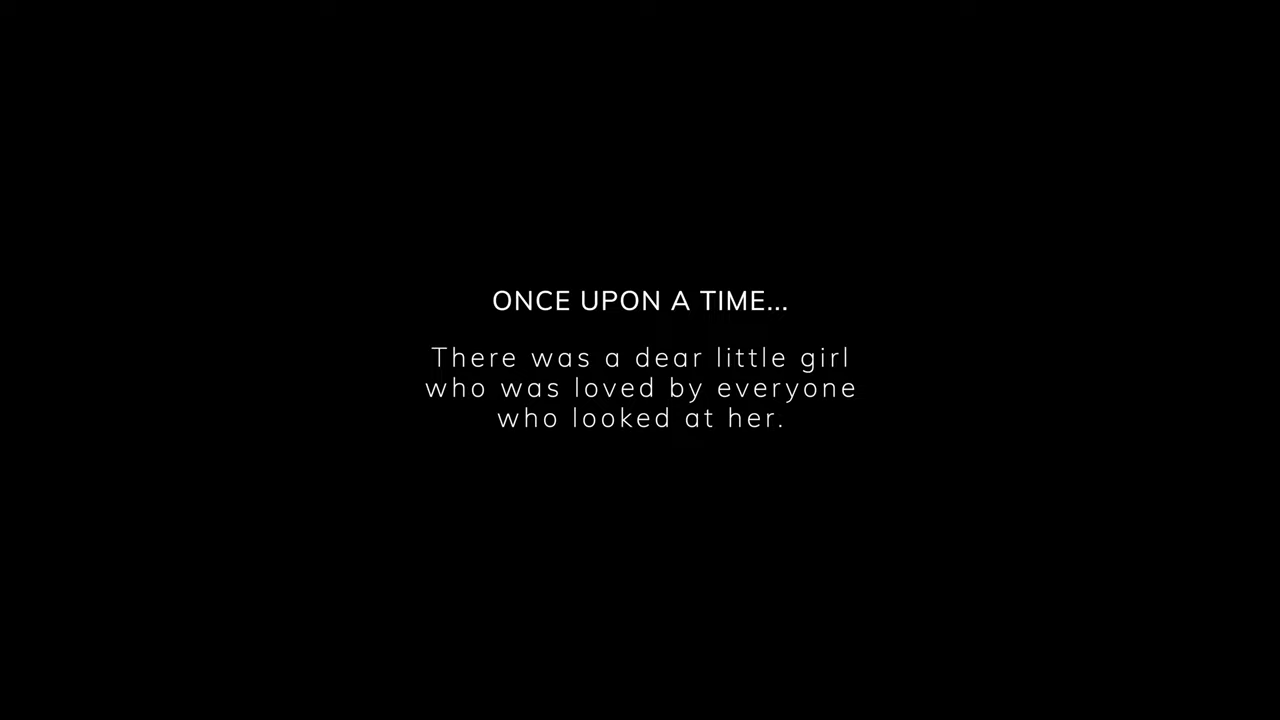 ONCE UPON A TIME...
There was a dear little girl
who was loved by everyone
who looked at her.